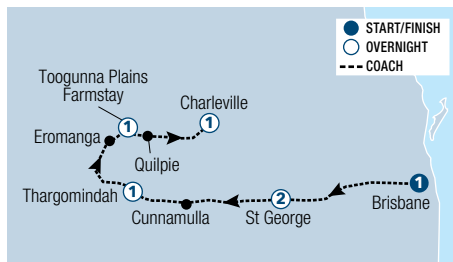 START/FINISH
1 OVERNIGHT
COACH
Toogunna Plains
Farmstay
Charleville
1
1
Eromanga
Quilpie
Thargomindah
1
2
1
Cunnamulla
St George
Brisbane